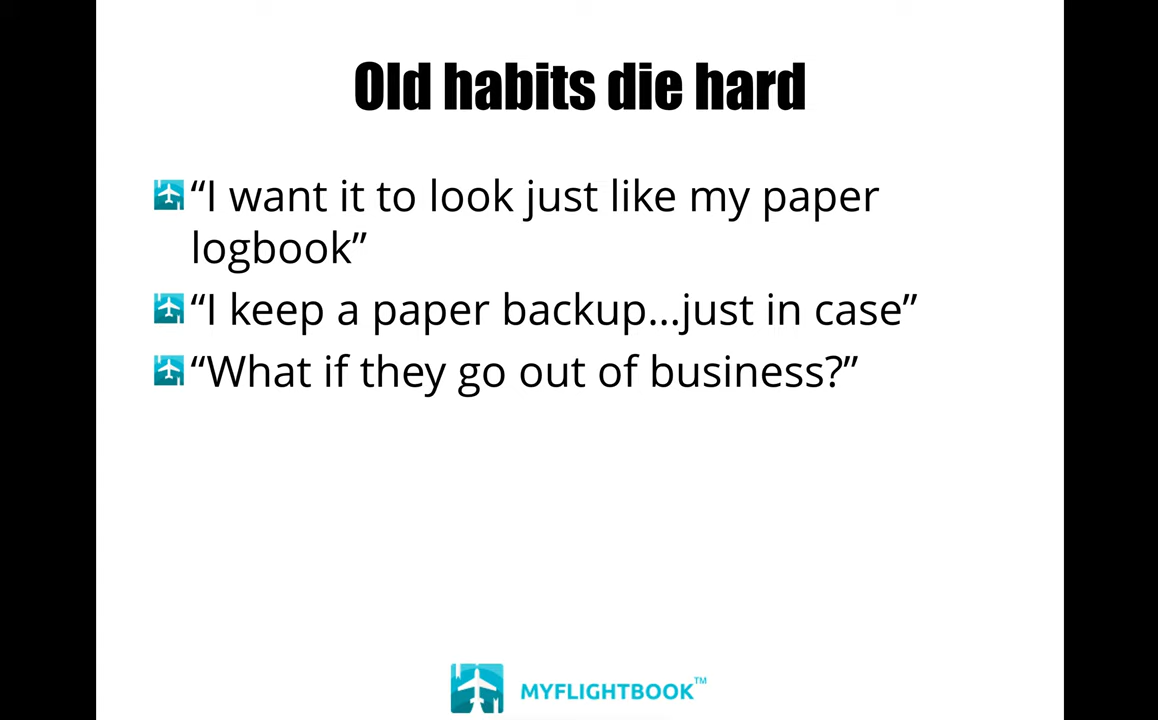 Old habits die hard
“I want it to look just like my paper
logbook”
“I keep a paper backup…just in case”
“What if they go out of business?”
MYFLIGHTBOOK™